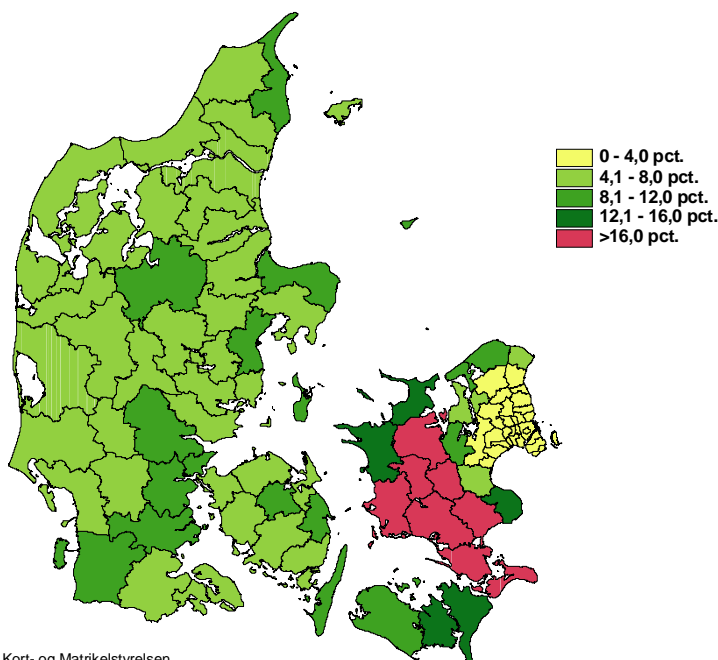 0 - 4,0 pct.
4,1 - 8,0 pct.
8,1 - 12,0 pct.
12,1 - 16,0 pct.
>16,0 pct.
Kort- og Matrikelstyrelsen